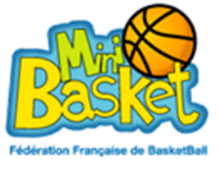 Mini
Basket
Fédération Française de BasketBall